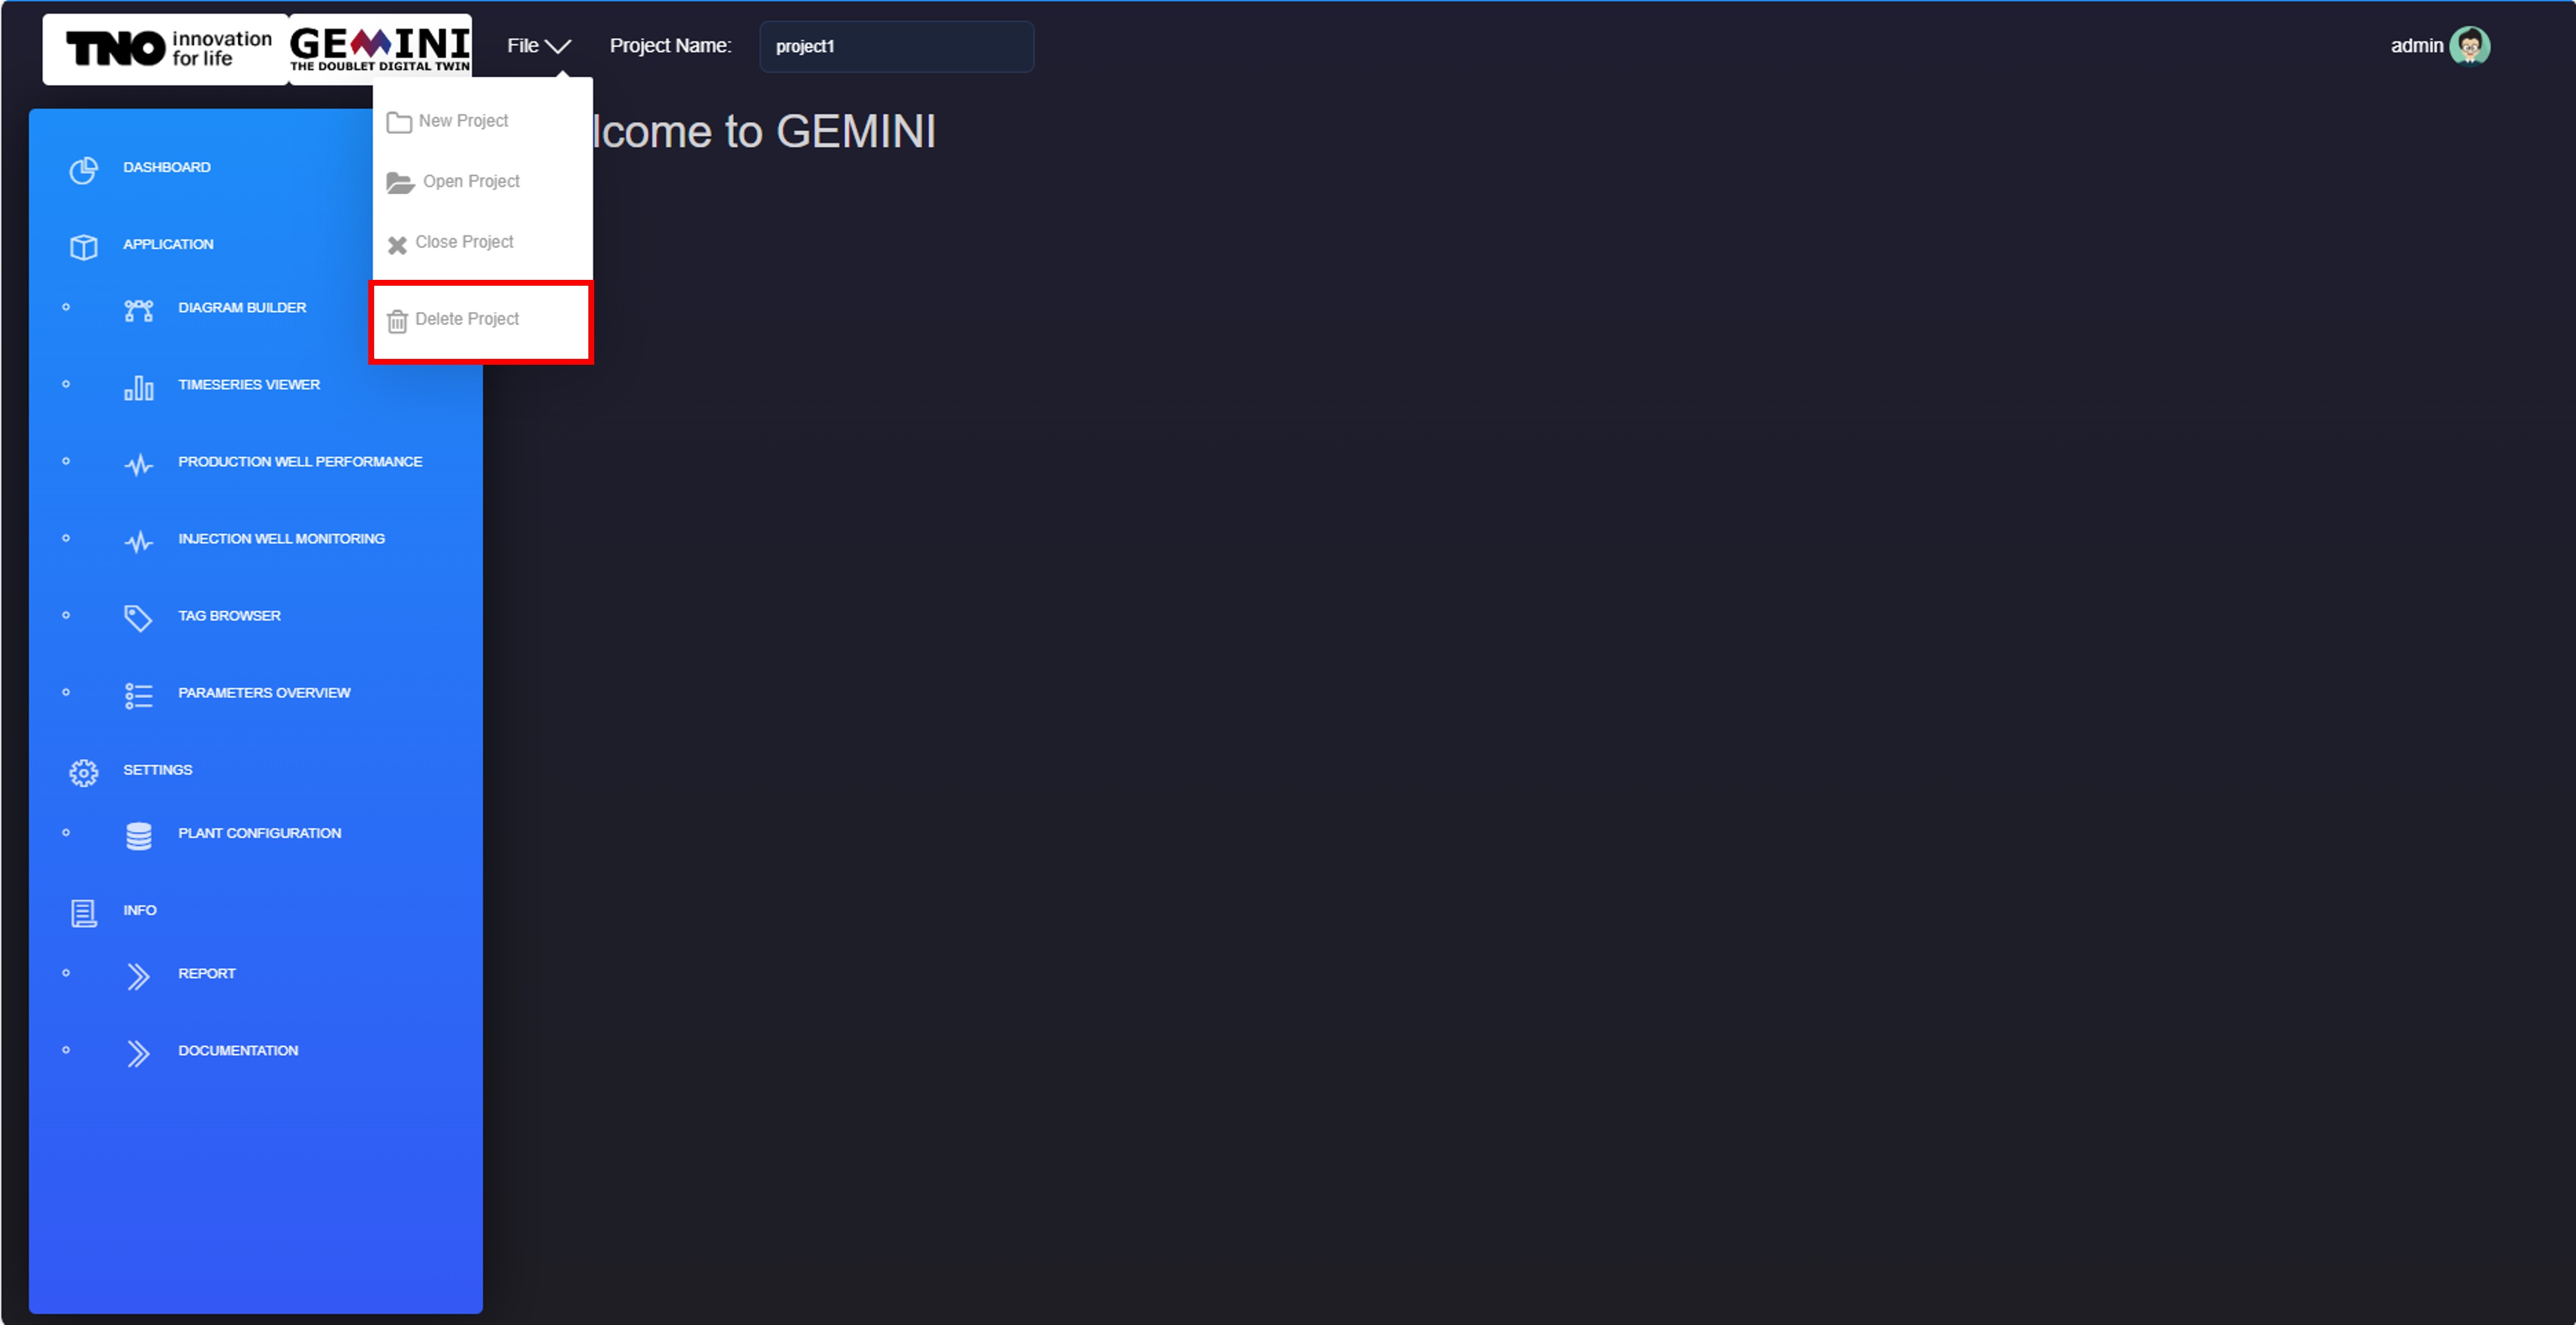 TNO innovation
for life
GEMINI
THE DOUBLET DIGITAL TWIN
File
Project Name:
project1
admin
New Project
Open Project
Close Project
Delete Project
lcome to GEMINI
DASHBOARD
APPLICATION
DIAGRAM BUILDER
TIMESERIES VIEWER
PRODUCTION WELL PERFORMANCE
INJECTION WELL MONITORING
TAG BROWSER
PARAMETERS OVERVIEW
SETTINGS
PLANT CONFIGURATION
INFO
REPORT
DOCUMENTATION